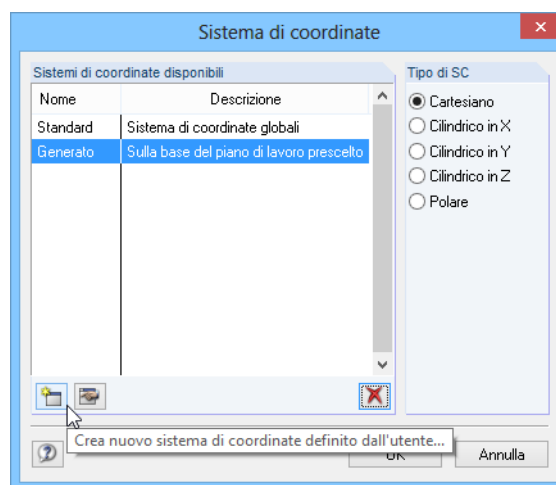 Sistema di coordinate
Sistemi di coordinate disponibili
Nome Descrizione
Standard Sistema di coordinate globali
Generato Sulla base del piano di lavoro prescelto
Tipo di SC
Cartesiano
Cilindrico in X
Cilindrico in Y
Cilindrico in Z
Polare
Crea nuovo sistema di coordinate definito dall'utente...
OK Annulla